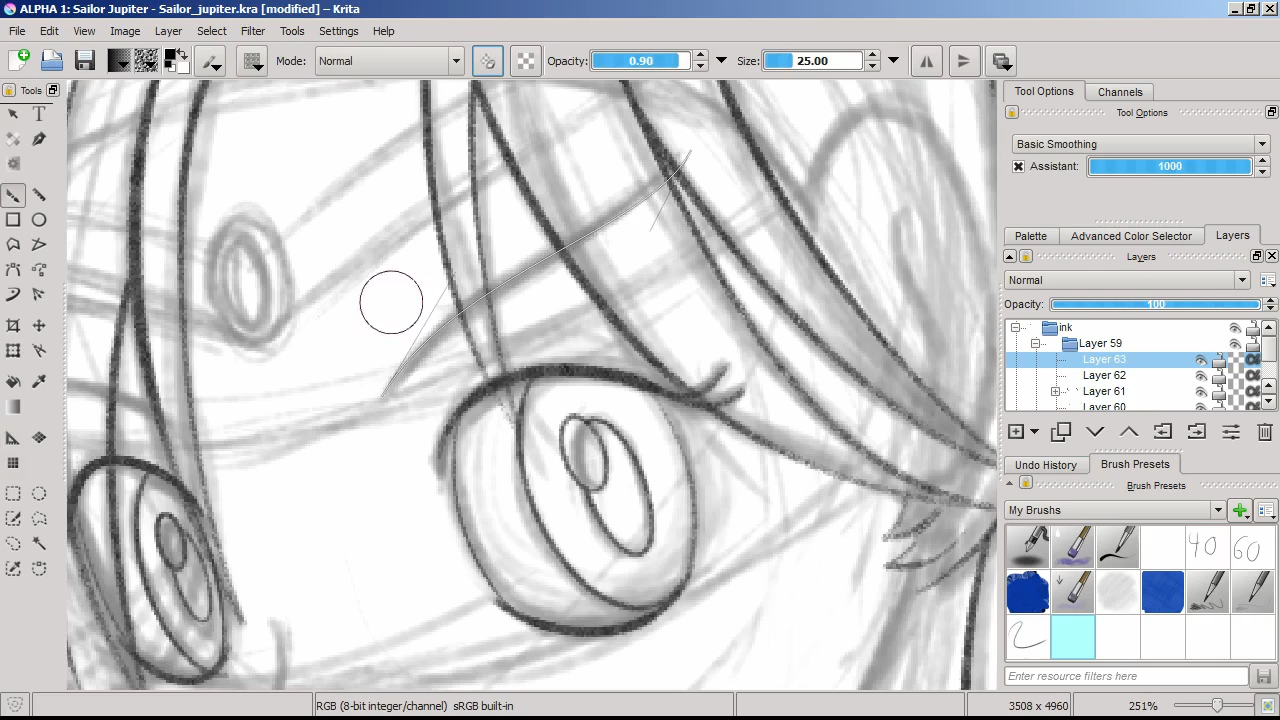 ALPHA 1: Sailor Jupiter - Sailor_jupiter.kra [modified] – Krita
File Edit View Image Layer Select Filter Tools Settings Help
Mode: Normal Opacity: 0.90 Size: 25.00
Tools
Tool Options Channels
Tool Options
Basic Smoothing
Assistant: 1000
Palette Advanced Color Selector Layers
Layers
Normal
Opacity: 100
ink
Layer 59
Layer 63
Layer 62
Layer 61
Layer 60
Undo History Brush Presets
Brush Presets
My Brushes
40 60
Enter resource filters here
RGB (8-bit integer/channel) sRGB built-in 3508 x 4960 251%